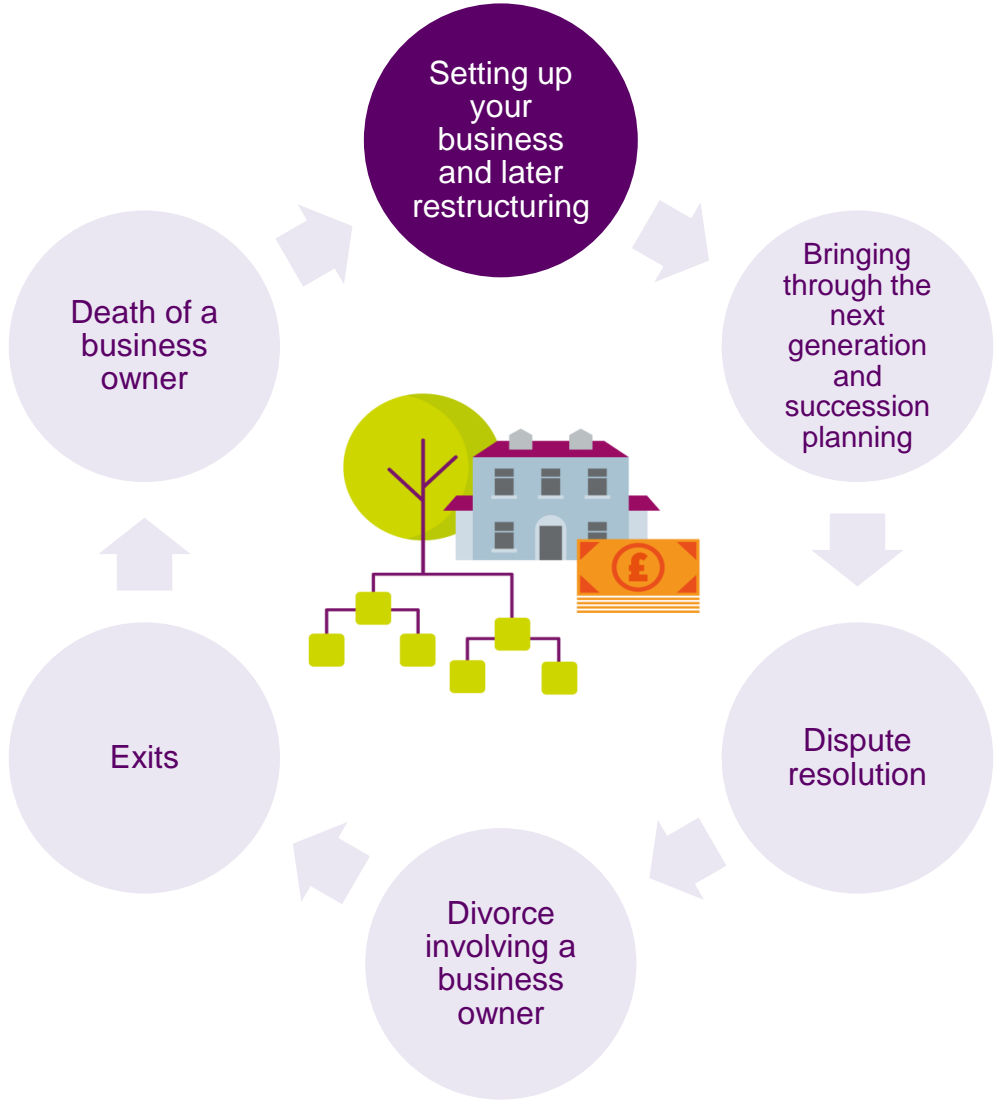 Setting up
your
business
and later
restructuring
Bringing
through the
next
generation
and
succession
planning
Dispute
resolution
Divorce
involving a
business
owner
Exits
Death of a
business
owner
£